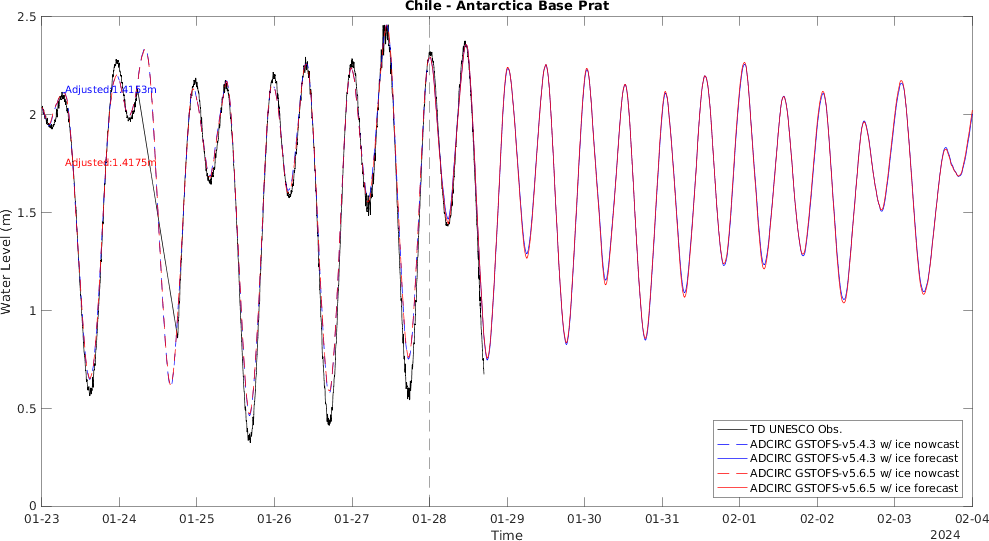 Chile - Antarctica Base Prat
2.5
2
1.5
1
0.5
0
Water Level (m)
Adjusted:1.4153m
Adjusted:1.4175m
TD UNESCO Obs.
ADCIRC GSTOFS-v5.4.3 w/ ice nowcast
ADCIRC GSTOFS-v5.4.3 w/ ice forecast
ADCIRC GSTOFS-v5.6.5 w/ ice nowcast
ADCIRC GSTOFS-v5.6.5 w/ ice forecast
01-23 01-24 01-25 01-26 01-27 01-28 01-29 01-30 01-31 02-01 02-02 02-03 02-04
Time
2024